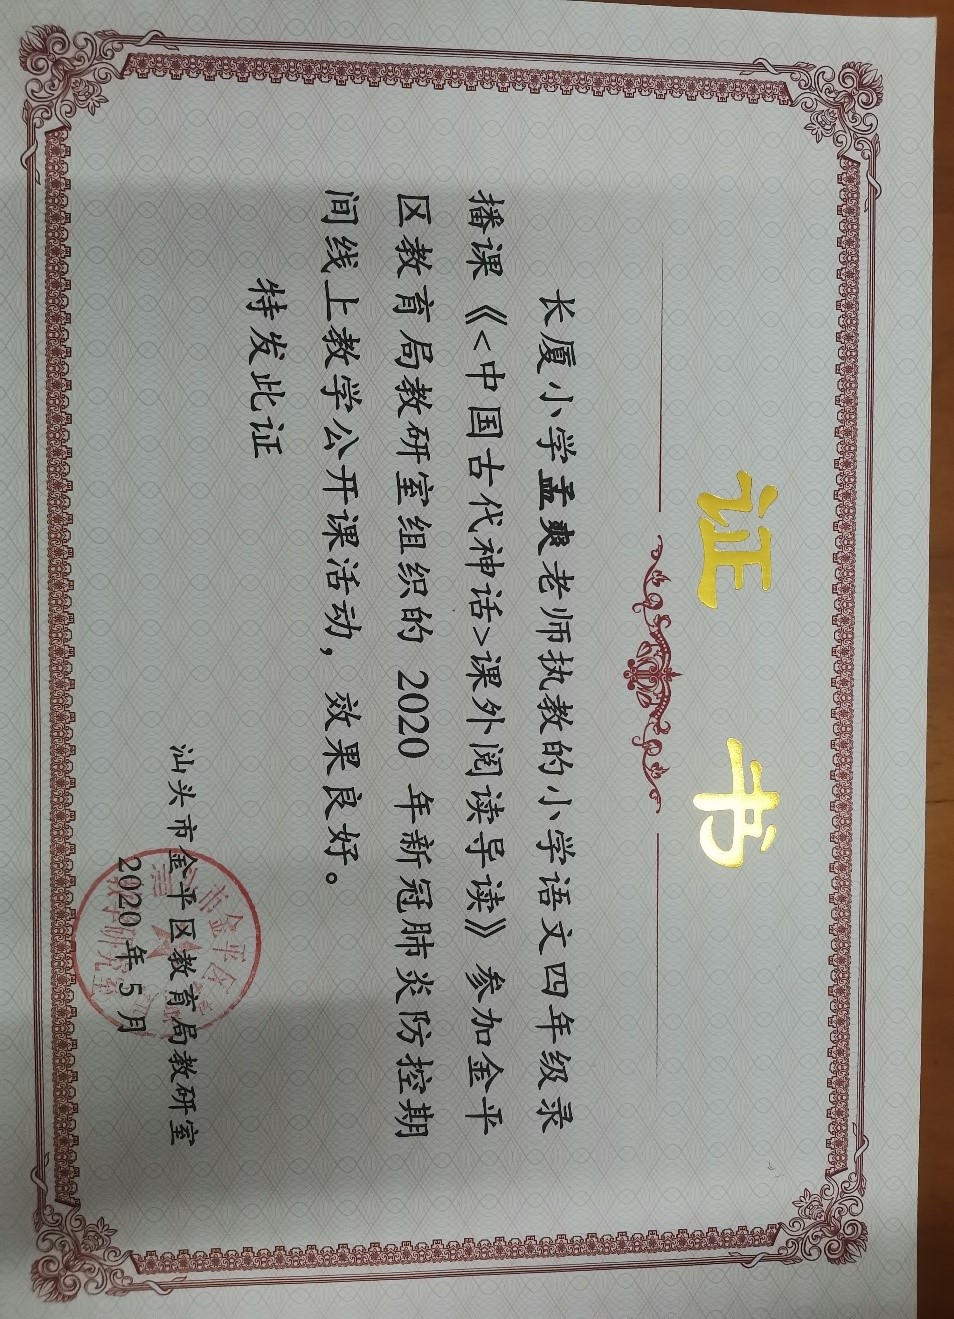 证 书
长厦小学孟爽老师执教的小学语文四年级录
播课《<中国古代神话>课外阅读导读》参加金平
区教育局教研室组织的 2020 年新冠肺炎防控期
间线上教学公开课活动，效果良好。
特发此证
汕头市金平区教育局教研室
2020 年 5 月